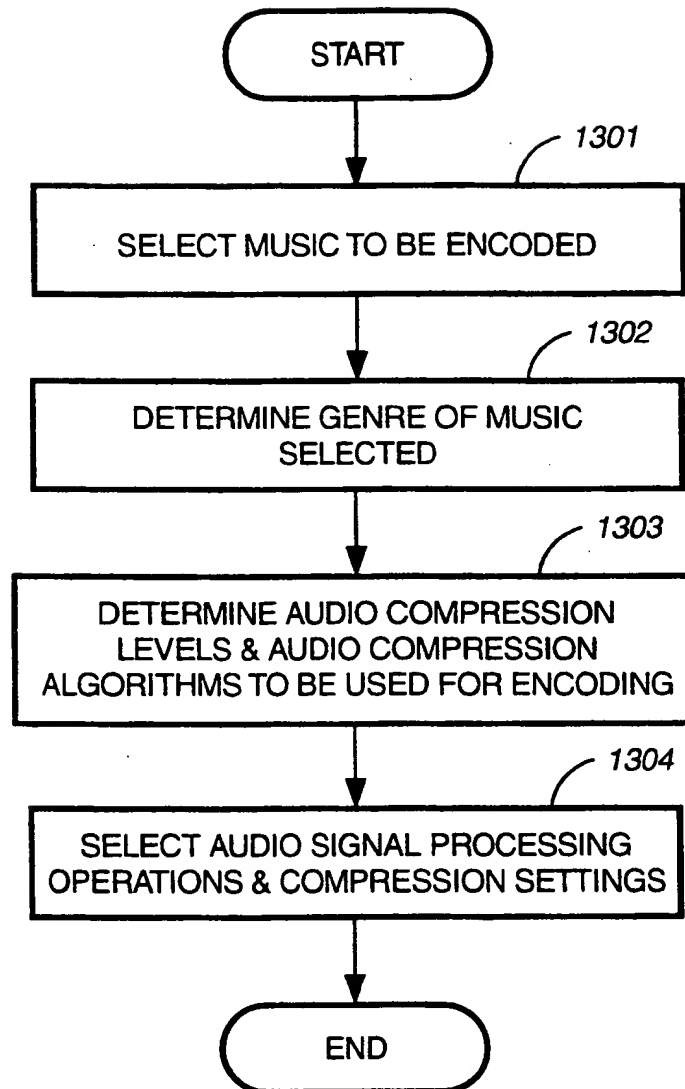 START
1301
SELECT MUSIC TO BE ENCODED
1302
DETERMINE GENRE OF MUSIC
SELECTED
1303
DETERMINE AUDIO COMPRESSION
LEVELS & AUDIO COMPRESSION
ALGORITHMS TO BE USED FOR ENCODING
1304
SELECT AUDIO SIGNAL PROCESSING
OPERATIONS & COMPRESSION SETTINGS
END